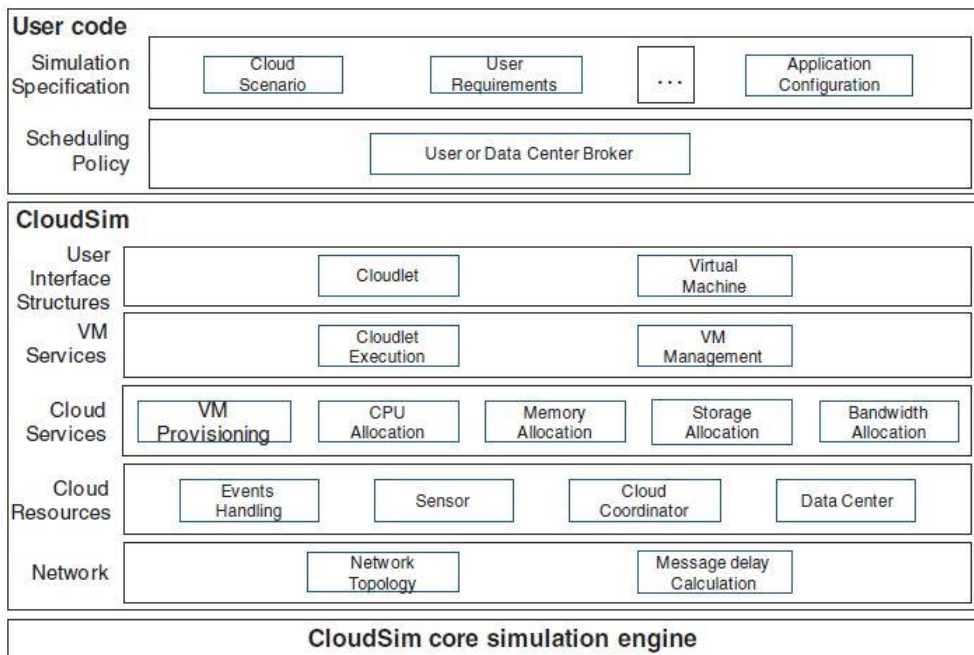 User code
Simulation
Specification
Cloud
Scenario
User
Requirements
...
Application
Configuration
Scheduling
Policy
User or Data Center Broker
CloudSim
User
Interface
Structures
Cloudlet
Virtual
Machine
VM
Services
Cloudlet
Execution
VM
Management
Cloud
Services
VM
Provisioning
CPU
Allocation
Memory
Allocation
Storage
Allocation
Bandwidth
Allocation
Cloud
Resources
Events
Handling
Sensor
Cloud
Coordinator
Data Center
Network
Network
Topology
Message delay
Calculation
CloudSim core simulation engine